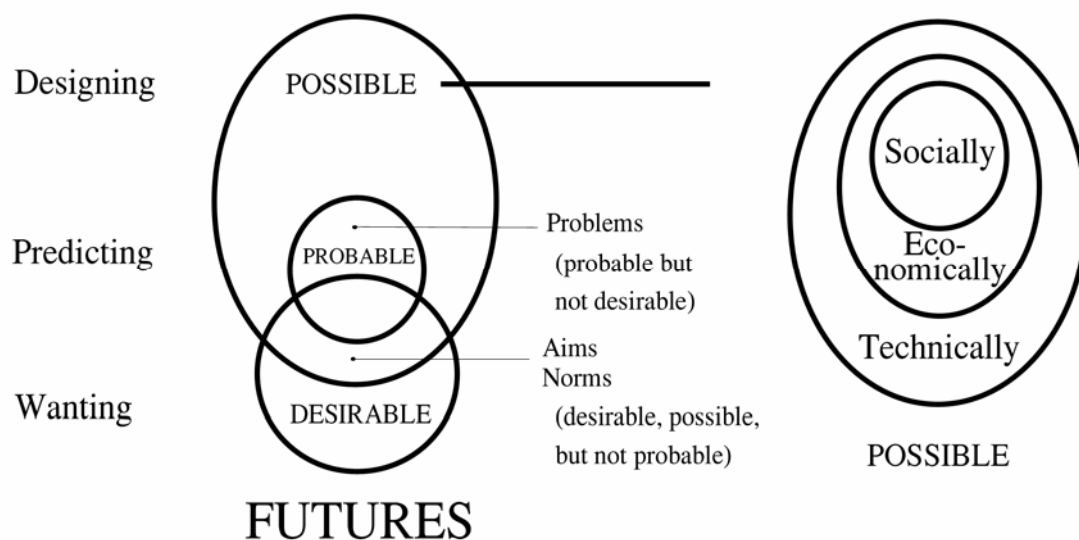 Designing
POSSIBLE
Predicting
PROBABLE
Problems
(probable but
not desirable)
Aims
Norms
(desirable, possible,
but not probable)
Wanting
DESIRABLE
FUTURES
Socially
Eco-
nomically
Technically
POSSIBLE